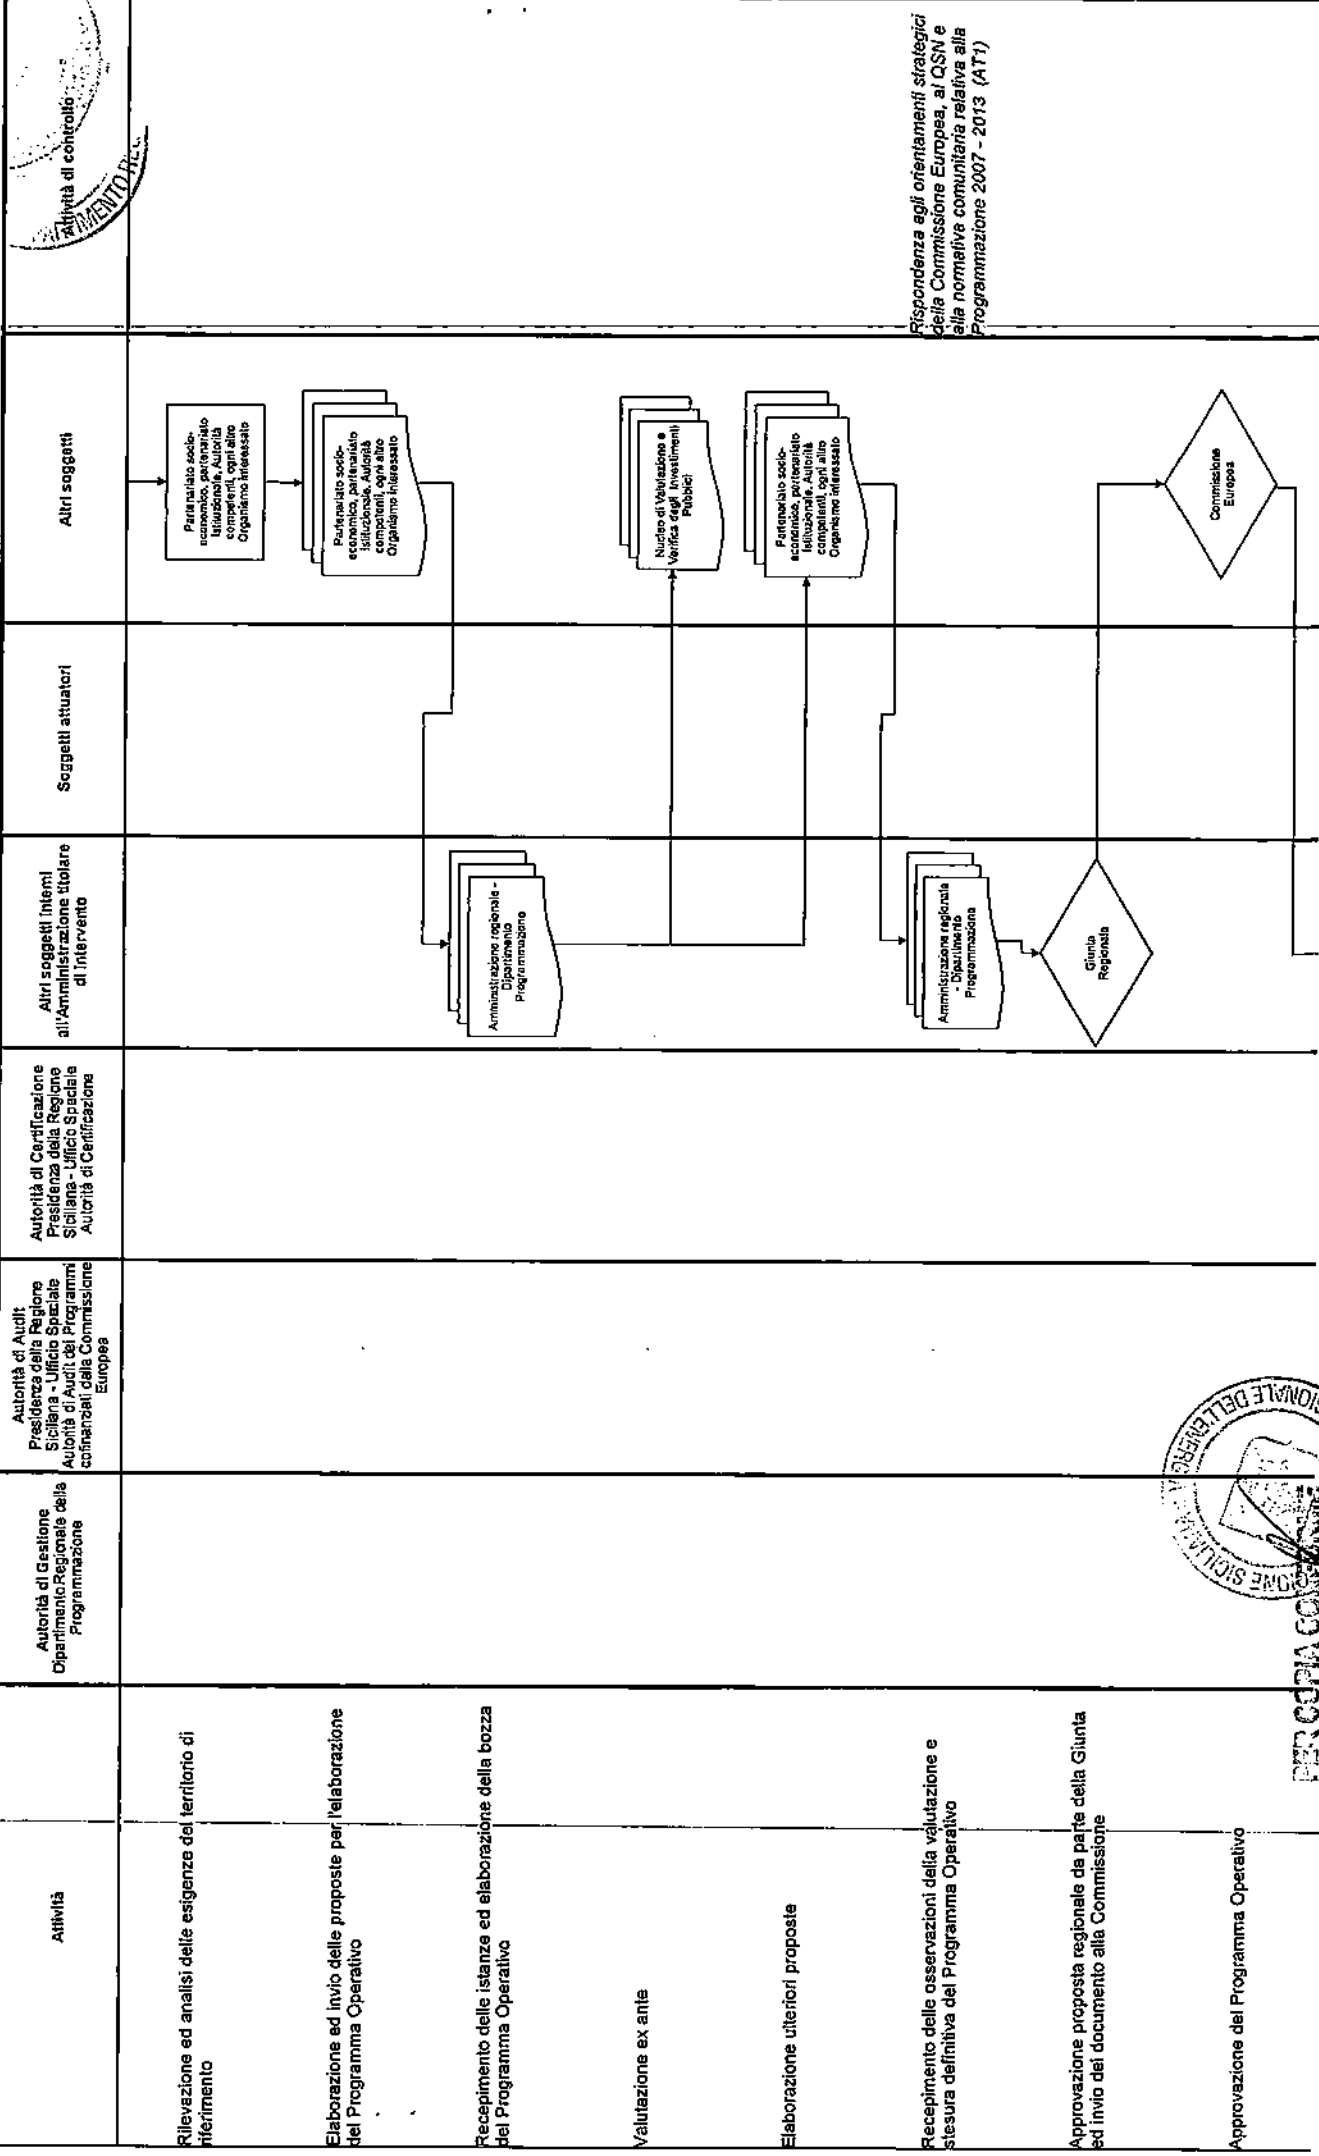 Attività
Autorità di Gestione
Dipartimento Regionale della
Programmazione
Autorità di Audit
Presidenza della Regione
Siciliana - Ufficio Speciale
Autorità di Audit dei Programmi
cofinanziati dalla Commissione
Europea
Autorità di Certificazione
Presidenza della Regione
Siciliana - Ufficio Speciale
Autorità di Certificazione
Altri soggetti interni
all'Amministrazione titolare
di Intervento
Soggetti attuatori
Altri soggetti
Attività di controllo
Rilevazione ed analisi delle esigenze del territorio di
riferimento
Partenariato socio-
economico, partenariato
Istituzionale, Autorità
competenti, ogni altro
Organismo interessato
Elaborazione ed invio delle proposte per l'elaborazione
del Programma Operativo
Partenariato socio-
economico, partenariato
istituzionale, Autorità
competenti, ogni altro
Organismo interessato
Recepimento delle istanze ed elaborazione della bozza
del Programma Operativo
Amministrazione regionale -
Dipartimento
Programmazione
Valutazione ex ante
Nucleo di Valutazione e
Verifica degli Investimenti
Pubblici
Elaborazione ulteriori proposte
Partenariato socio-
economico, partenariato
Istituzionale, Autorità
competenti, ogni altro
Organismo interessato
Recepimento delle osservazioni della valutazione e
stesura definitiva del Programma Operativo
Amministrazione regionale
- Dipartimento
Programmazione
Rispondenza agli orientamenti strategici
della Commissione Europea, al QSN e
alla normativa comunitaria relativa alla
Programmazione 2007 - 2013 (AT1)
Approvazione proposta regionale da parte della Giunta
ed invio del documento alla Commissione
Giunta
Regionale
Approvazione del Programma Operativo
Commissione
Europea
PER COPIA